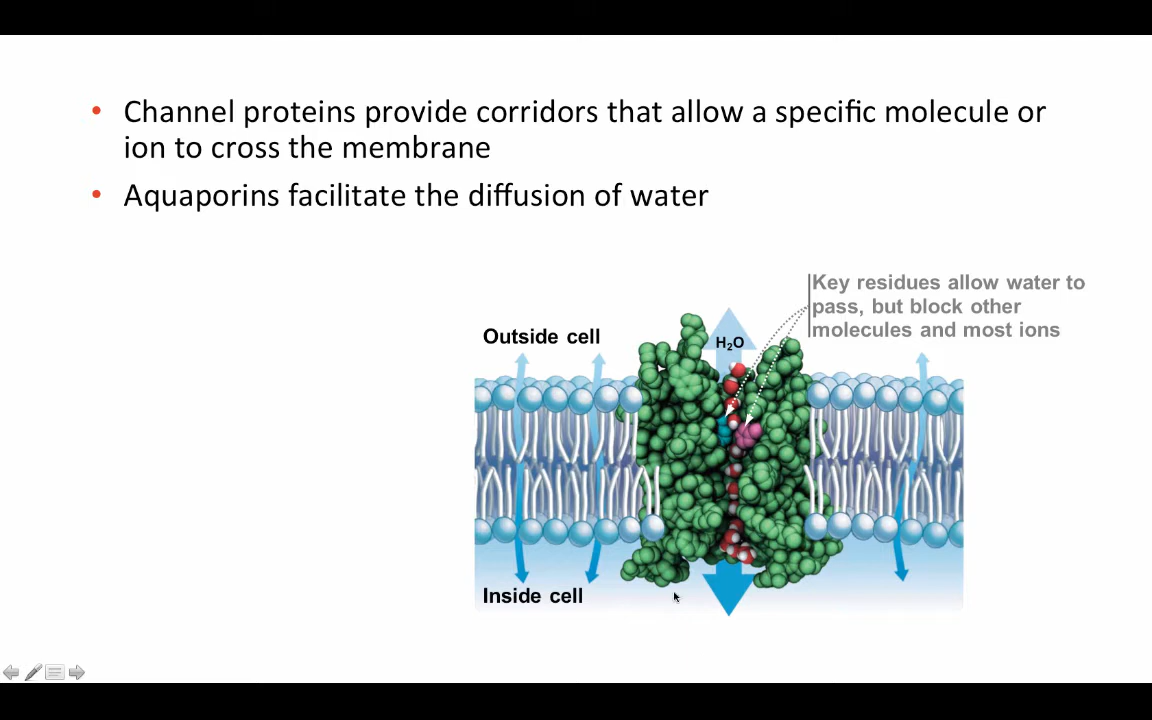 • Channel proteins provide corridors that allow a specific molecule or
ion to cross the membrane
• Aquaporins facilitate the diffusion of water
Key residues allow water to
pass, but block other
molecules and most ions
Outside cell
H₂O
Inside cell